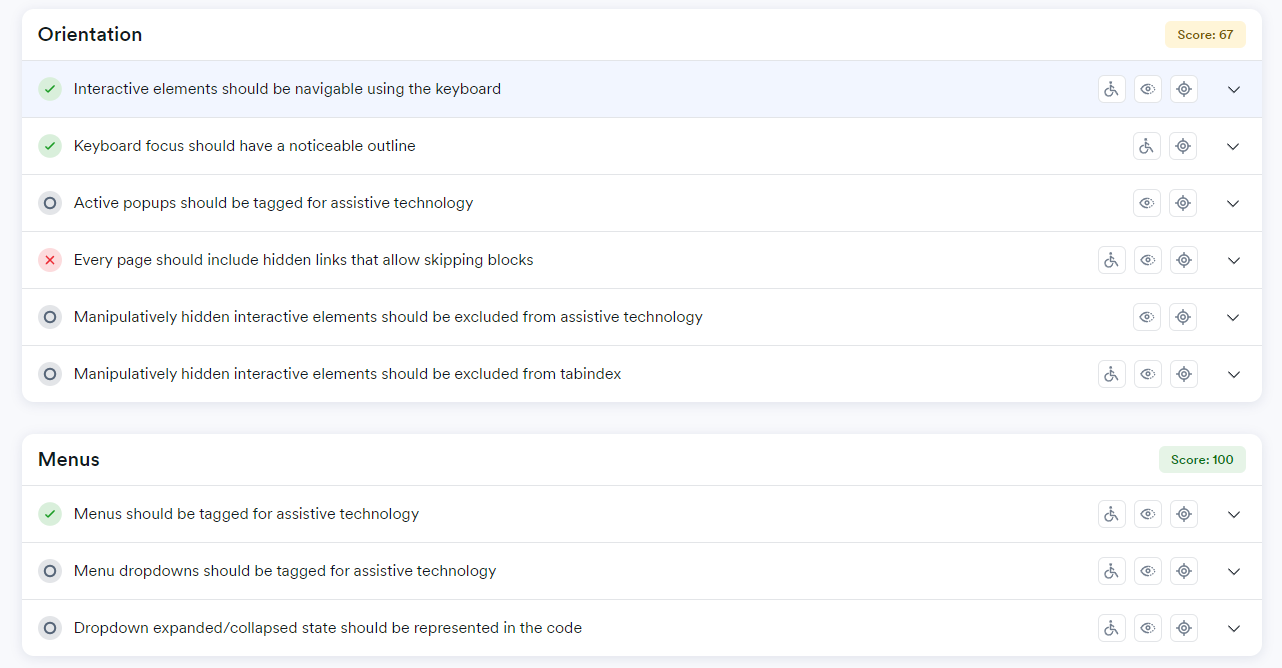 Orientation
Score: 67
Interactive elements should be navigable using the keyboard
Keyboard focus should have a noticeable outline
Active popups should be tagged for assistive technology
Every page should include hidden links that allow skipping blocks
Manipulatively hidden interactive elements should be excluded from assistive technology
Manipulatively hidden interactive elements should be excluded from tabindex
Menus
Score: 100
Menus should be tagged for assistive technology
Menu dropdowns should be tagged for assistive technology
Dropdown expanded/collapsed state should be represented in the code